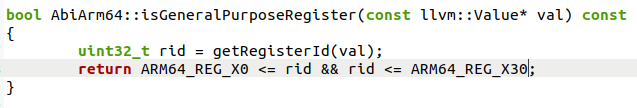 bool AbiArm64::isGeneralPurposeRegister(const llvm::Value* val) const
{
        uint32_t rid = getRegisterId(val);
        return ARM64_REG_X0 <= rid && rid <= ARM64_REG_X30;
}